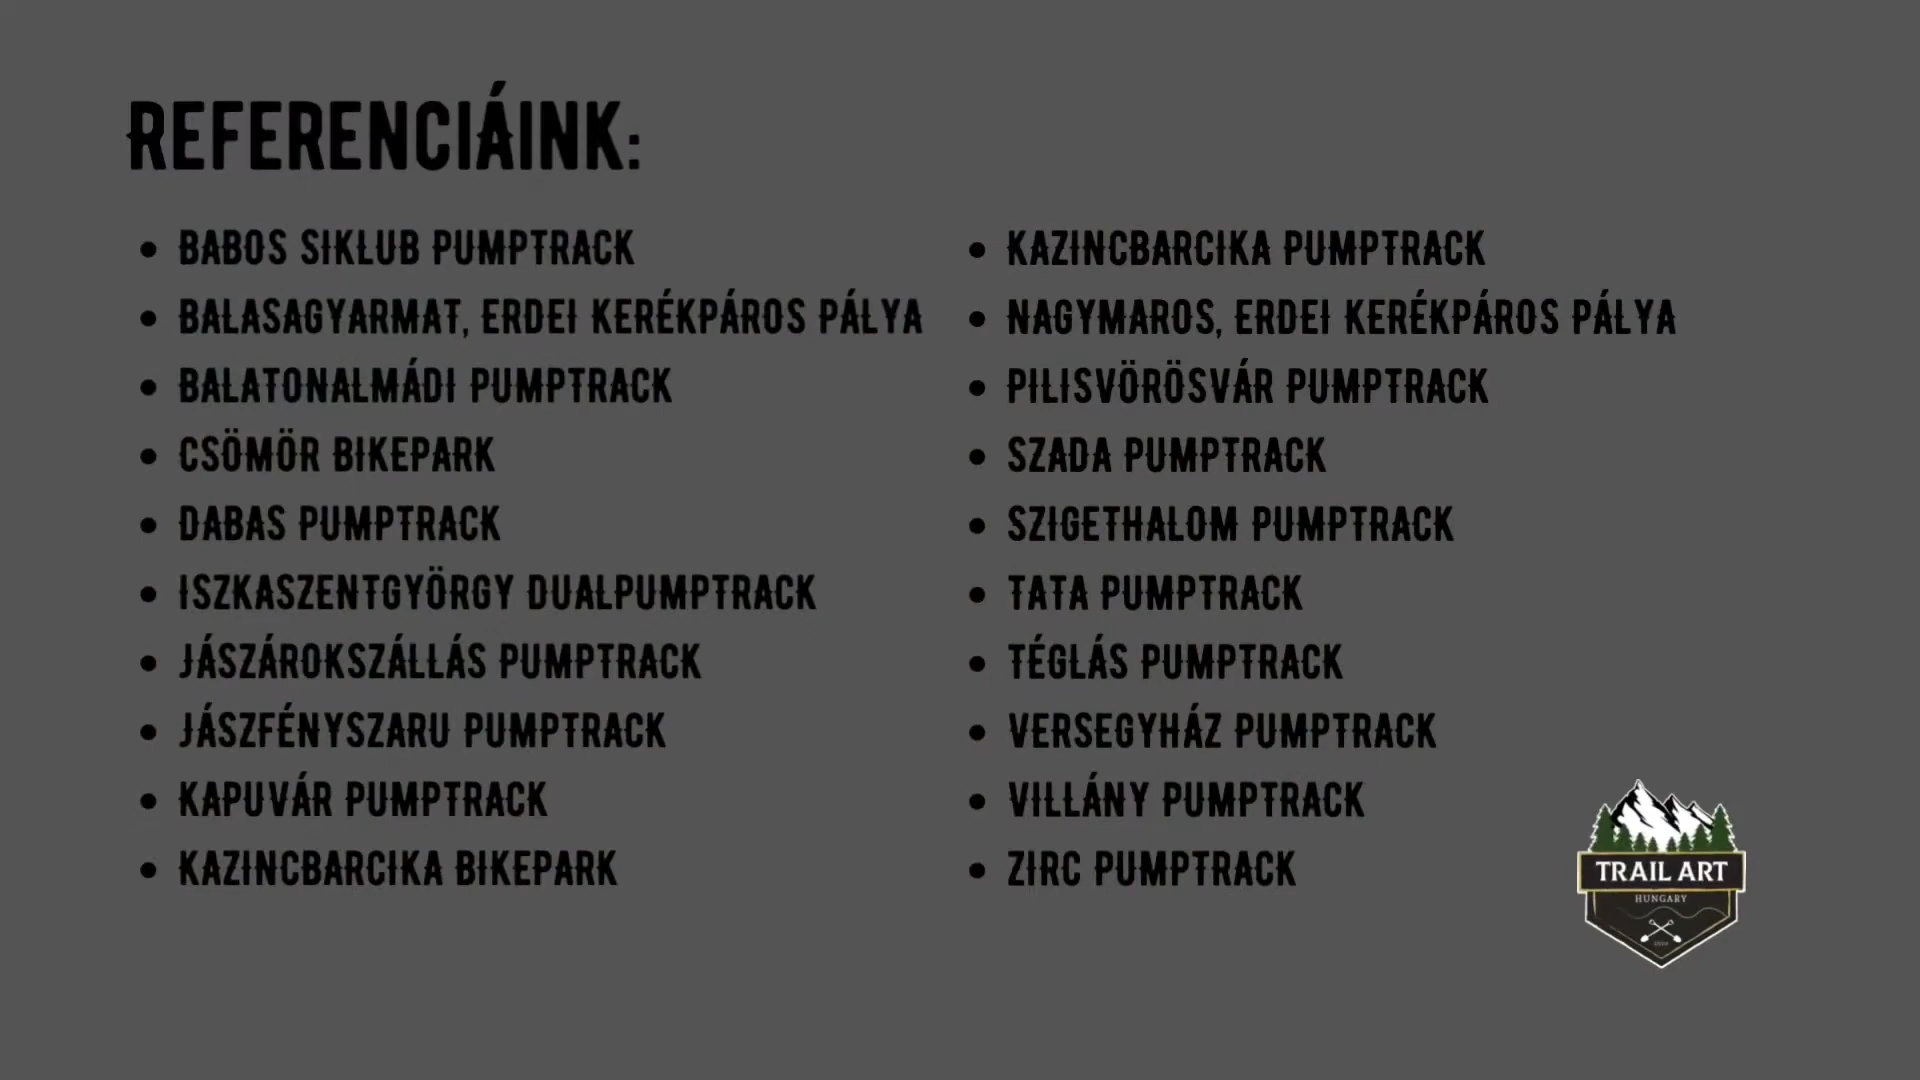 REFERENCIÁINK:
BABOS SIKLUB PUMPTRACK
BALASAGYARMAT, ERDEI KERÉKPÁROS PÁLYA
BALATONALMÁDI PUMPTRACK
CSÖMÖR BIKEPARK
DABAS PUMPTRACK
ISZKASZENTGYÖRGY DUALPUMPTRACK
JÁSZÁROKSZÁLLÁS PUMPTRACK
JÁSZFÉNYSZARU PUMPTRACK
KAPUVÁR PUMPTRACK
KAZINCBARCIKA BIKEPARK
KAZINCBARCIKA PUMPTRACK
NAGYMAROS, ERDEI KERÉKPÁROS PÁLYA
PILISVÖRÖSVÁR PUMPTRACK
SZADA PUMPTRACK
SZIGETHALOM PUMPTRACK
TATA PUMPTRACK
TÉGLÁS PUMPTRACK
VERSEGYHÁZ PUMPTRACK
VILLÁNY PUMPTRACK
ZIRC PUMPTRACK
TRAIL ART
HUNGARY